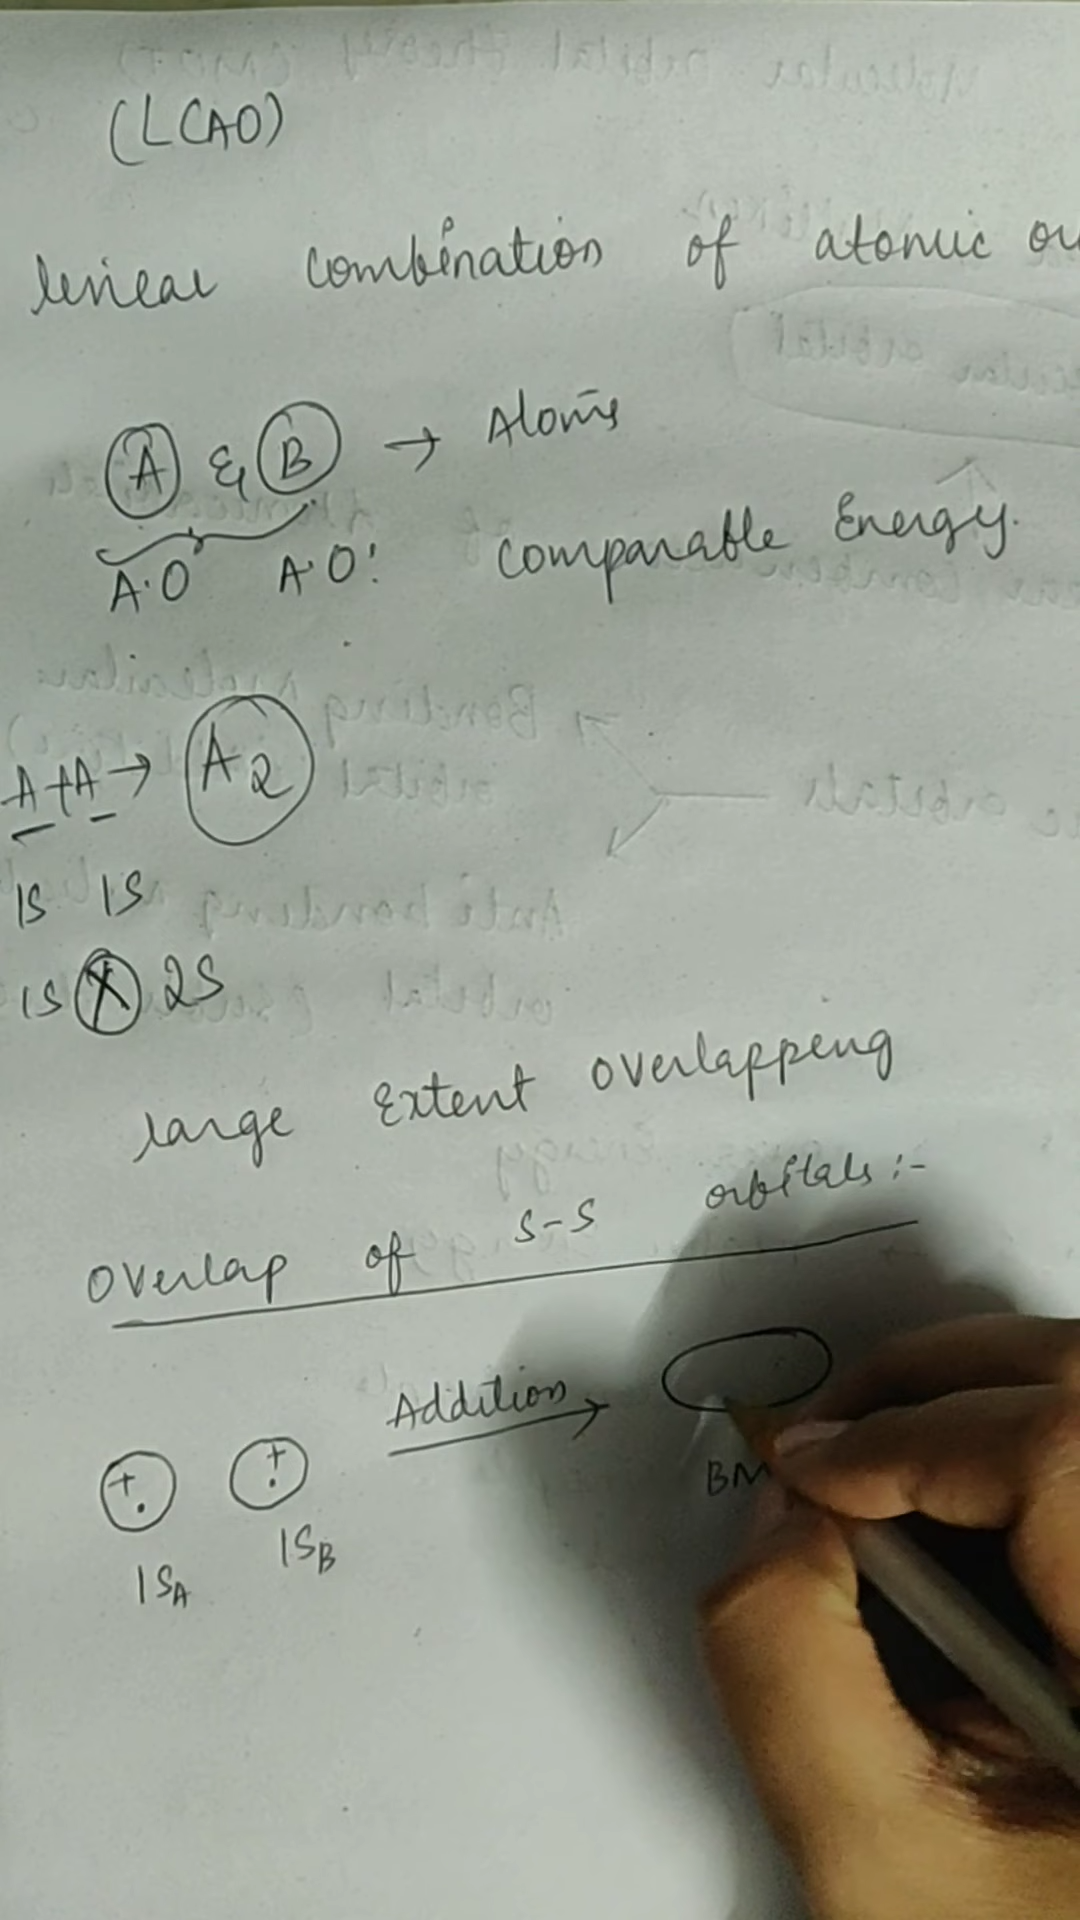 (LCAO)
lineear combination of atomic
A & B → Atoms
A.O A.O! Comparable Energy.
A+A → A2
1S 1S
1S X 2S
large Extent overlapping
Overlap of s-s orbitals:-
Addition
+ +
BM
1SA 1SB